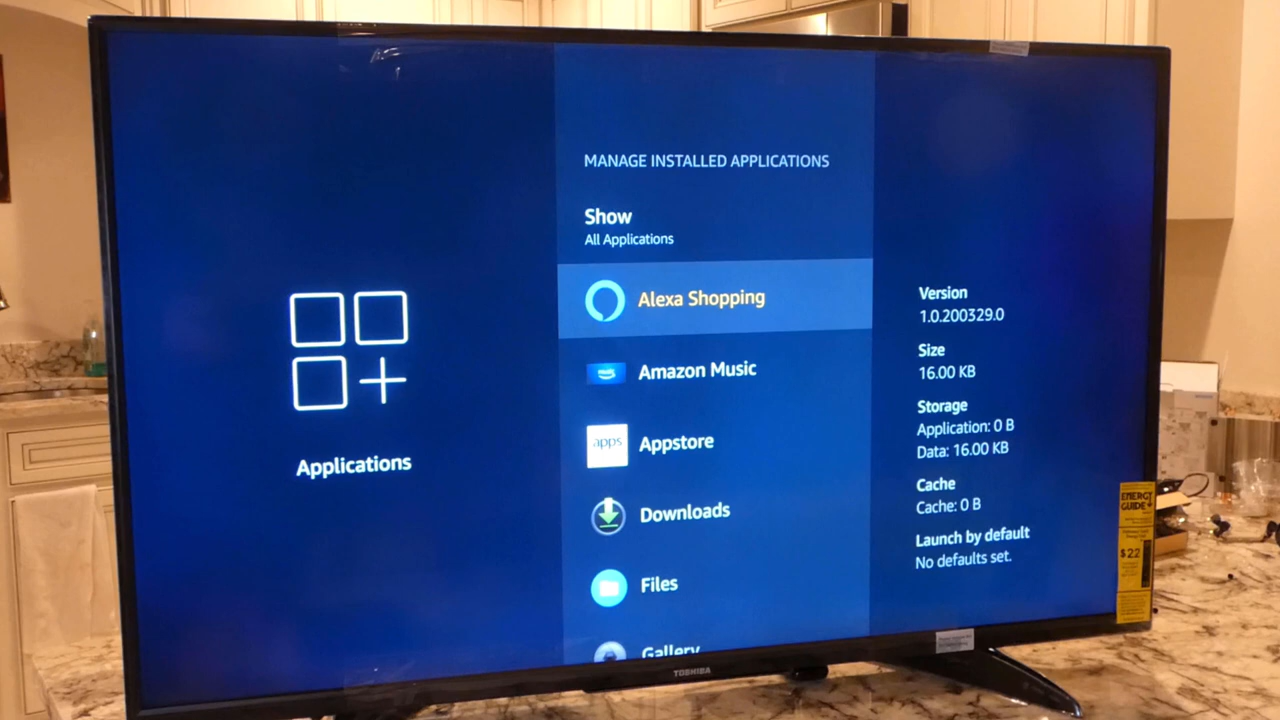 MANAGE INSTALLED APPLICATIONS
Show
All Applications
Alexa Shopping
Amazon Music
apps
Appstore
Downloads
Files
Gallery
Applications
Version
1.0.200329.0
Size
16.00 KB
Storage
Application: 0 B
Data: 16.00 KB
Cache
Cache: 0 B
Launch by default
No defaults set.
ENERGY
GUIDE
$22
TOSHIBA